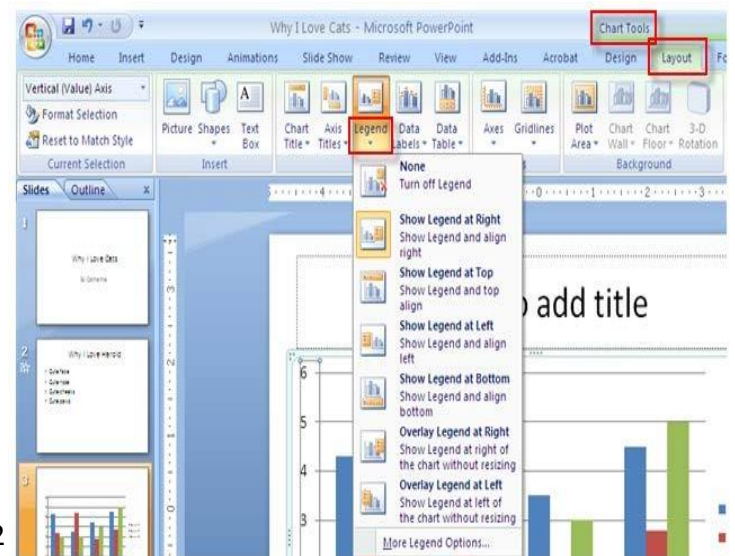 Why I Love Cats - Microsoft PowerPoint
Chart Tools
Home Insert Design Animations Slide Show Review View Add-Ins Acrobat Design Layout Fo
Vertical (Value) Axis
Format Selection
Reset to Match Style
Current Selection
Picture Shapes Text Box
Insert
Chart Title Axis Titles Legend Data Labels Data Table
Axes Gridlines
Plot Area Chart Wall Chart Floor 3-D Rotation
Background
Slides Outline x
None
Turn off Legend
Show Legend at Right
Show Legend and align
right
Show Legend at Top
Show Legend and top
align
Show Legend at Left
Show Legend and align
left
Show Legend at Bottom
Show Legend and align
bottom
Overlay Legend at Right
Show Legend at right of
the chart without resizing
Overlay Legend at Left
Show Legend at left of
the chart without resizing
More Legend Options...
1
Why I Love Cats
2
Why I Love Harold
3
add title
6
5
4
3
2